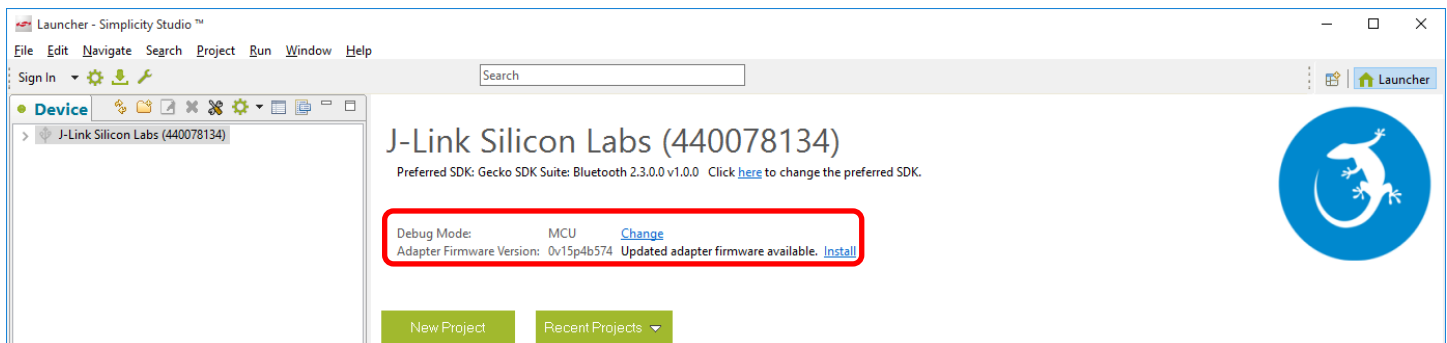 Launcher - Simplicity Studio ™
File Edit Navigate Search Project Run Window Help
Sign In
Search
Launcher
Device
J-Link Silicon Labs (440078134)
J-Link Silicon Labs (440078134)
Preferred SDK: Gecko SDK Suite: Bluetooth 2.3.0.0 v1.0.0 Click here to change the preferred SDK.
Debug Mode: MCU Change
Adapter Firmware Version: 0v15p4b574 Updated adapter firmware available. Install
New Project Recent Projects